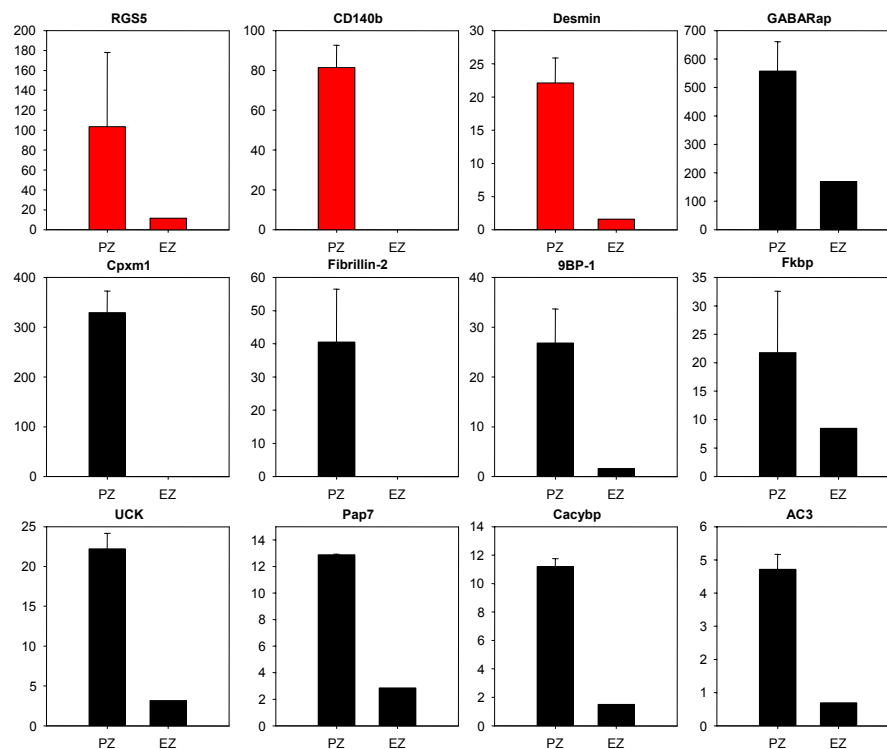 RGS5 CD140b Desmin GABARap
200 100 30 700
180
160 80 25 600
140 500
120 60 20 400
100 15
80 40 300
60 10 200
40 20 5 100
20
0 0 0 0
PZ EZ PZ EZ PZ EZ PZ EZ
Cpxm1 Fibrillin-2 9BP-1 Fkbp
400 60 40 35
50 30
300 40 30 25
200 30 20 20
15
20 10
100 10 10 5
0 0 0 0
PZ EZ PZ EZ PZ EZ PZ EZ
UCK Pap7 Cacybp AC3
25 14 14 6
20 12 12 5
10 10 4
15 8 8
10 6 6 3
4 4 2
5 2 2 1
0 0 0 0
PZ EZ PZ EZ PZ EZ PZ EZ